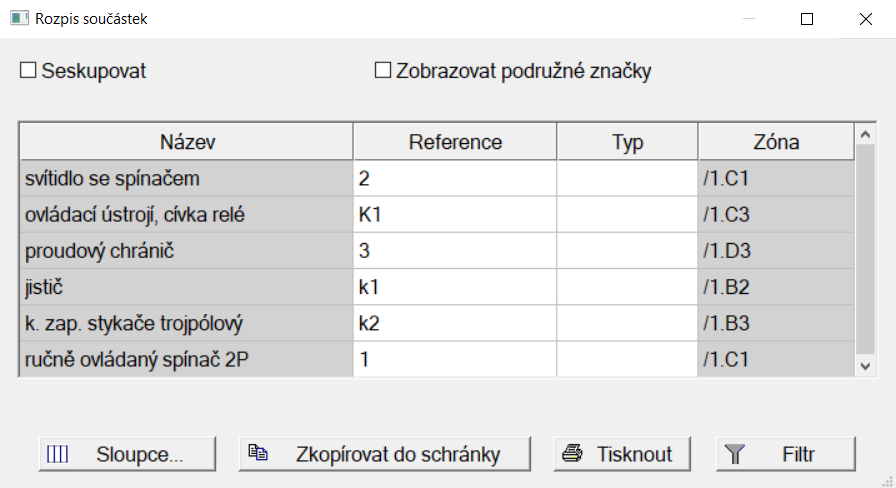 Rozpis součástek
Seskupovat Zobrazovat podružné značky
Název Reference Typ Zóna
svítidlo se spínačem 2 /1.C1
ovládací ústrojí, cívka relé K1 /1.C3
proudový chránič 3 /1.D3
jistič k1 /1.B2
k. zap. stykače trojpólový k2 /1.B3
ručně ovládaný spínač 2P 1 /1.C1
Sloupce... Zkopírovat do schránky Tisknout Filtr